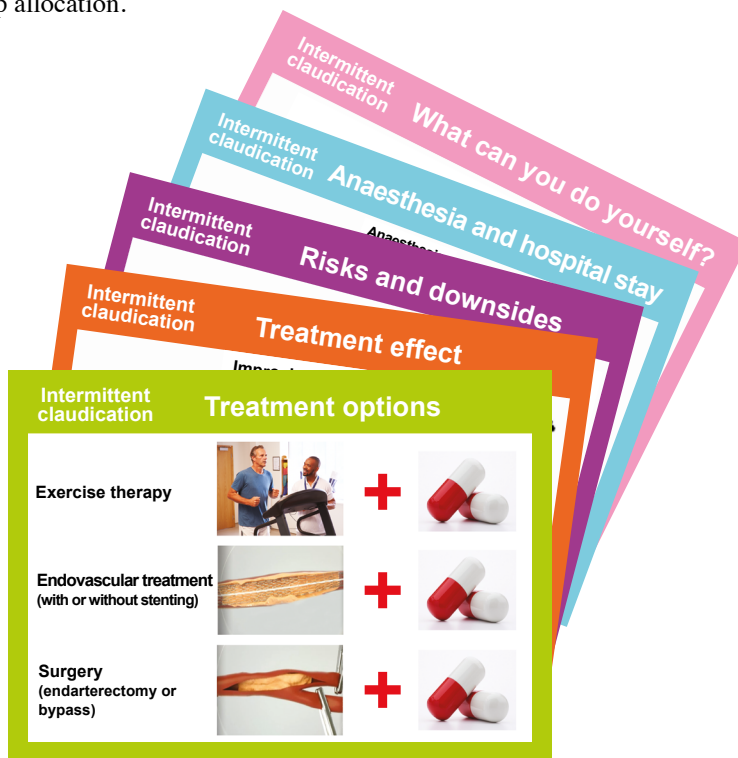 allocation.
Intermittent
claudication
What can you do yourself?
Intermittent
claudication
Anaesthesia and hospital stay
Intermittent
claudication
Risks and downsides
Intermittent
claudication
Treatment effect
Intermittent
claudication
Treatment options
Exercise therapy
Endovascular treatment
(with or without stenting)
Surgery
(endarterectomy or
bypass)